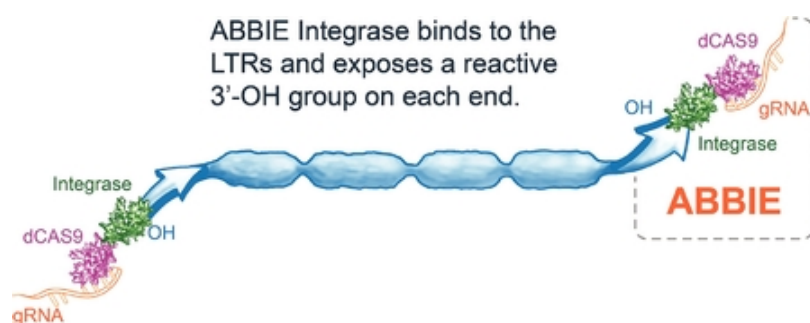 ABBIE Integrase binds to the
LTRs and exposes a reactive
3'-OH group on each end.
dCAS9
OH
gRNA
Integrase
ABBIE
Integrase
dCAS9
OH
gRNA